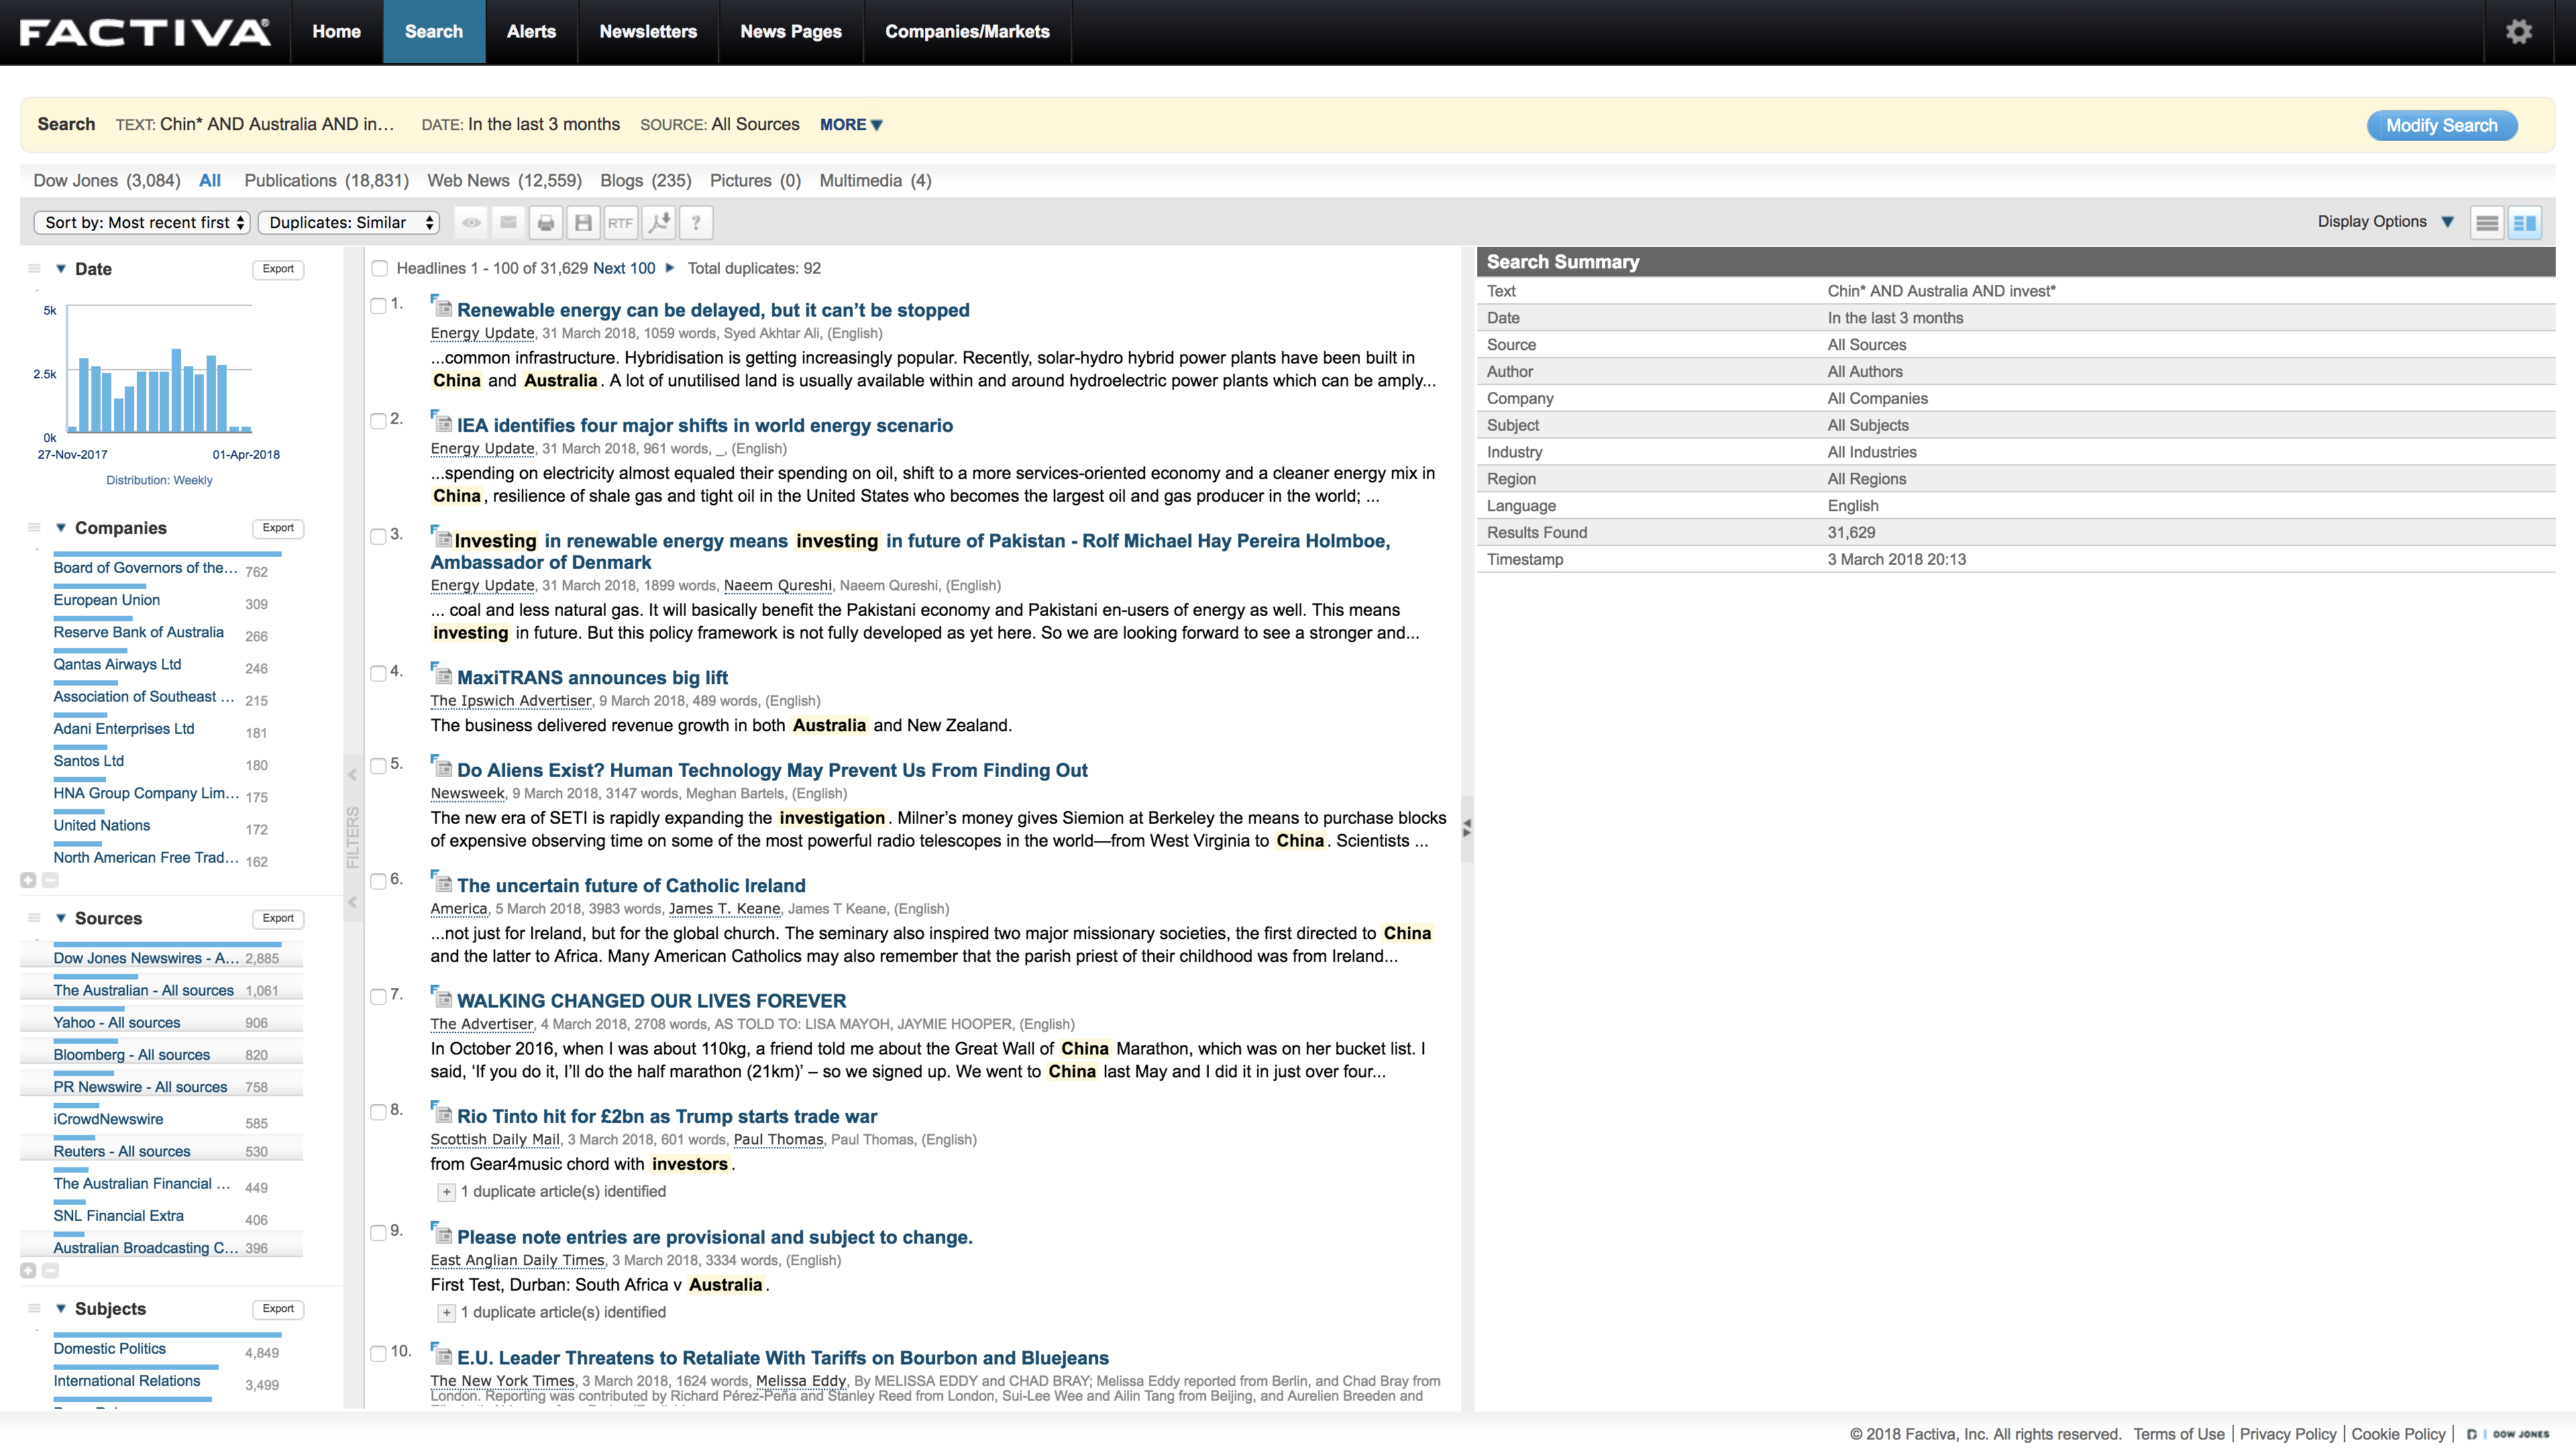 FACTIVA® Home Search Alerts Newsletters News Pages Companies/Markets
Search TEXT: Chin* AND Australia AND in... DATE: In the last 3 months SOURCE: All Sources MORE Modify Search
Dow Jones (3,084) All Publications (18,831) Web News (12,559) Blogs (235) Pictures (0) Multimedia (4)
Sort by: Most recent first Duplicates: Similar RTF ? Display Options
Date Export
5k
2.5k
0k
27-Nov-2017 01-Apr-2018
Distribution: Weekly
Companies Export
Board of Governors of the... 762
European Union 309
Reserve Bank of Australia 266
Qantas Airways Ltd 246
Association of Southeast ... 215
Adani Enterprises Ltd 181
Santos Ltd 180
HNA Group Company Lim... 175
United Nations 172
North American Free Trad... 162
Sources Export
Dow Jones Newswires - A... 2,885
The Australian - All sources 1,061
Yahoo - All sources 906
Bloomberg - All sources 820
PR Newswire - All sources 758
iCrowdNewswire 585
Reuters - All sources 530
The Australian Financial ... 449
SNL Financial Extra 406
Australian Broadcasting C... 396
Subjects Export
Domestic Politics 4,849
International Relations 3,499
FILTERS
Headlines 1 - 100 of 31,629 Next 100 Total duplicates: 92
1. Renewable energy can be delayed, but it can’t be stopped
Energy Update, 31 March 2018, 1059 words, Syed Akhtar Ali, (English)
...common infrastructure. Hybridisation is getting increasingly popular. Recently, solar-hydro hybrid power plants have been built in
China and Australia. A lot of unutilised land is usually available within and around hydroelectric power plants which can be amply...
2. IEA identifies four major shifts in world energy scenario
Energy Update, 31 March 2018, 961 words, _, (English)
...spending on electricity almost equaled their spending on oil, shift to a more services-oriented economy and a cleaner energy mix in
China, resilience of shale gas and tight oil in the United States who becomes the largest oil and gas producer in the world; ...
3. Investing in renewable energy means investing in future of Pakistan - Rolf Michael Hay Pereira Holmboe,
Ambassador of Denmark
Energy Update, 31 March 2018, 1899 words, Naeem Qureshi, Naeem Qureshi, (English)
... coal and less natural gas. It will basically benefit the Pakistani economy and Pakistani en-users of energy as well. This means
investing in future. But this policy framework is not fully developed as yet here. So we are looking forward to see a stronger and...
4. MaxiTRANS announces big lift
The Ipswich Advertiser, 9 March 2018, 489 words, (English)
The business delivered revenue growth in both Australia and New Zealand.
5. Do Aliens Exist? Human Technology May Prevent Us From Finding Out
Newsweek, 9 March 2018, 3147 words, Meghan Bartels, (English)
The new era of SETI is rapidly expanding the investigation. Milner’s money gives Siemion at Berkeley the means to purchase blocks
of expensive observing time on some of the most powerful radio telescopes in the world—from West Virginia to China. Scientists ...
6. The uncertain future of Catholic Ireland
America, 5 March 2018, 3983 words, James T. Keane, James T Keane, (English)
...not just for Ireland, but for the global church. The seminary also inspired two major missionary societies, the first directed to China
and the latter to Africa. Many American Catholics may also remember that the parish priest of their childhood was from Ireland...
7. WALKING CHANGED OUR LIVES FOREVER
The Advertiser, 4 March 2018, 2708 words, AS TOLD TO: LISA MAYOH, JAYMIE HOOPER, (English)
In October 2016, when I was about 110kg, a friend told me about the Great Wall of China Marathon, which was on her bucket list. I
said, ‘If you do it, I’ll do the half marathon (21km)’ – so we signed up. We went to China last May and I did it in just over four...
8. Rio Tinto hit for £2bn as Trump starts trade war
Scottish Daily Mail, 3 March 2018, 601 words, Paul Thomas, Paul Thomas, (English)
from Gear4music chord with investors.
1 duplicate article(s) identified
9. Please note entries are provisional and subject to change.
East Anglian Daily Times, 3 March 2018, 3334 words, (English)
First Test, Durban: South Africa v Australia.
1 duplicate article(s) identified
10. E.U. Leader Threatens to Retaliate With Tariffs on Bourbon and Bluejeans
The New York Times, 3 March 2018, 1624 words, Melissa Eddy, By MELISSA EDDY and CHAD BRAY; Melissa Eddy reported from Berlin, and Chad Bray from
London. Reporting was contributed by Richard Pérez-Peña and Stanley Reed from London, Sui-Lee Wee and Ailin Tang from Beijing, and Aurelien Breeden and
Search Summary
Text Chin* AND Australia AND invest*
Date In the last 3 months
Source All Sources
Author All Authors
Company All Companies
Subject All Subjects
Industry All Industries
Region All Regions
Language English
Results Found 31,629
Timestamp 3 March 2018 20:13
© 2018 Factiva, Inc. All rights reserved. Terms of Use | Privacy Policy | Cookie Policy | D | DOW JONES